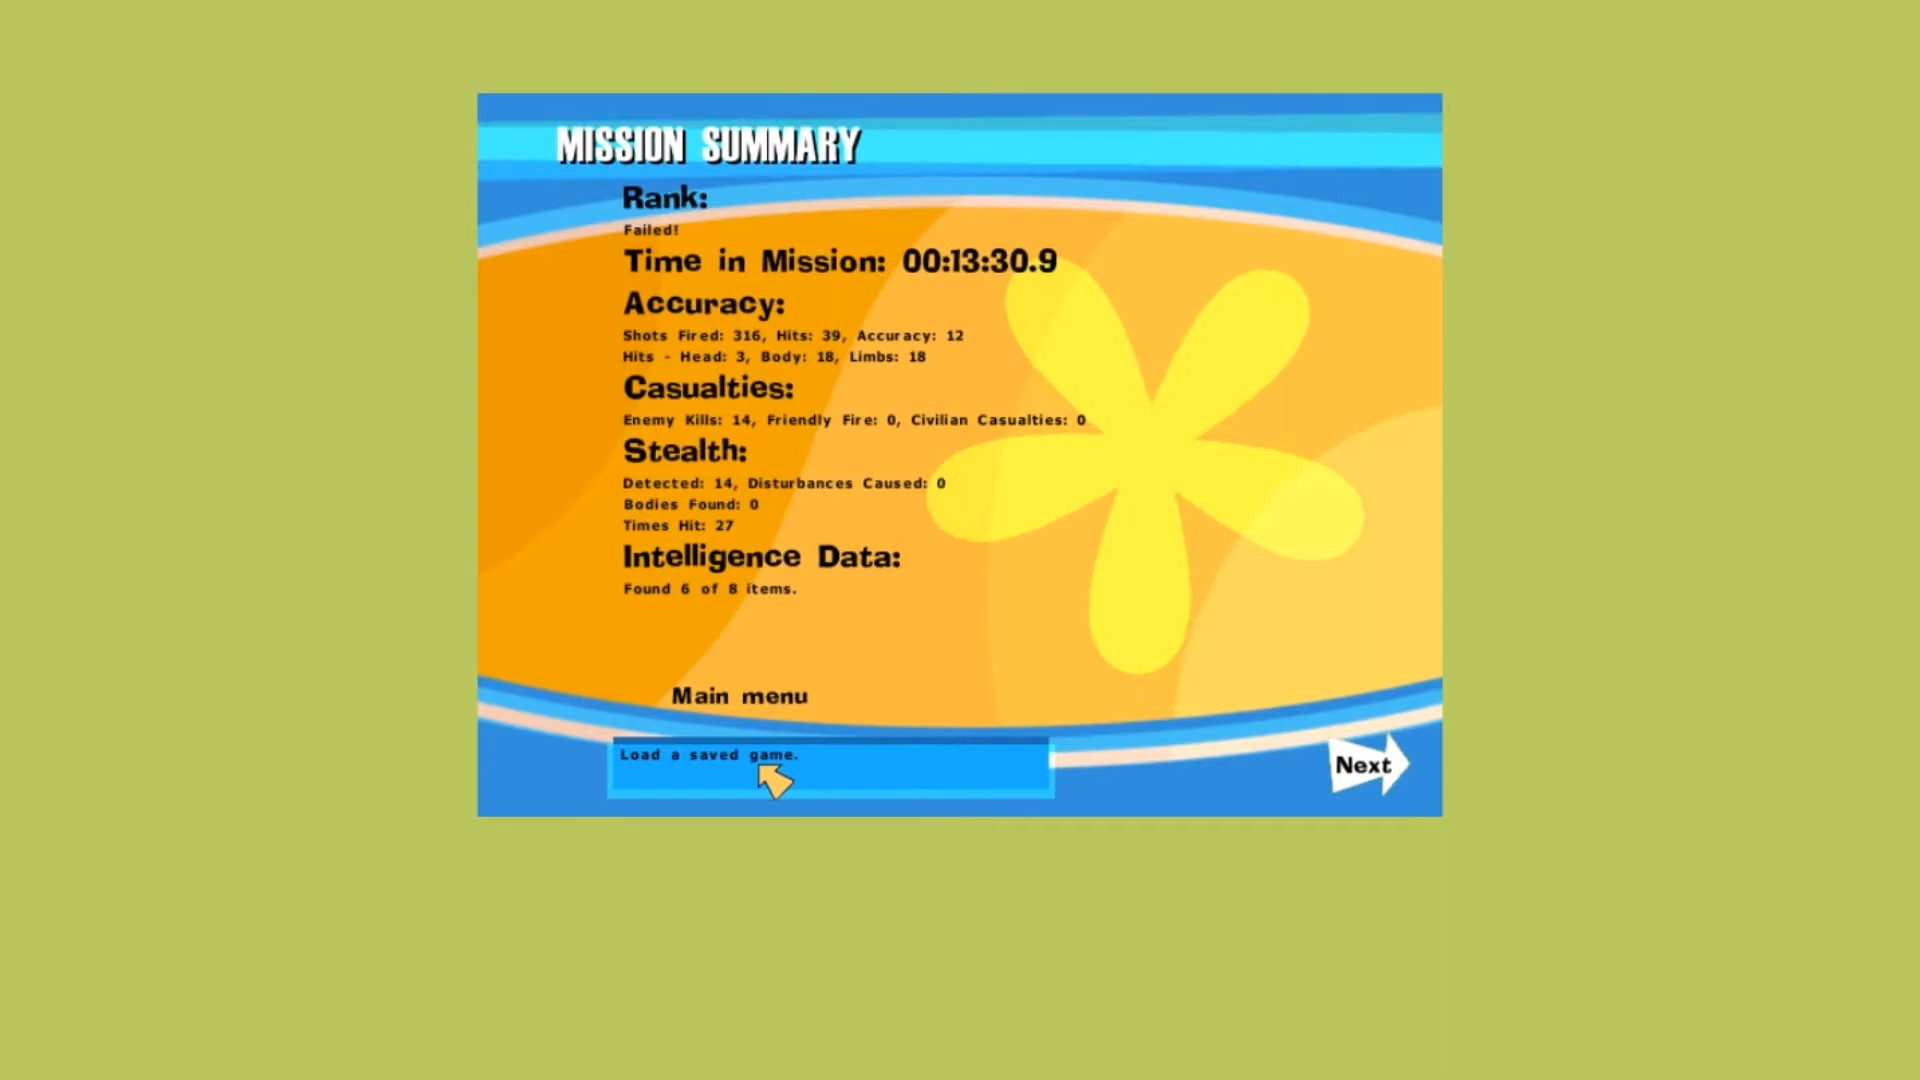 MISSION SUMMARY
Rank:
Failed!
Time in Mission: 00:13:30.9
Accuracy:
Shots Fired: 316, Hits: 39, Accuracy: 12
Hits - Head: 3, Body: 18, Limbs: 18
Casualties:
Enemy Kills: 14, Friendly Fire: 0, Civilian Casualties: 0
Stealth:
Detected: 14, Disturbances Caused: 0
Bodies Found: 0
Times Hit: 27
Intelligence Data:
Found 6 of 8 items.
Main menu
Load a saved game.
Next